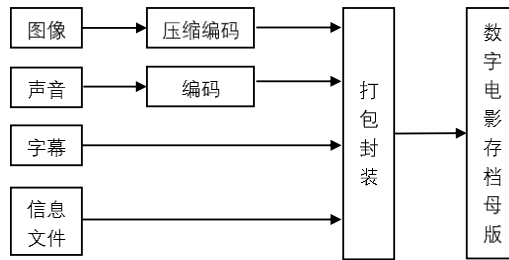 图像
压缩编码
声音
编码
字幕
信息
文件
打
包
封
装
数
字
电
影
存
档
母
版